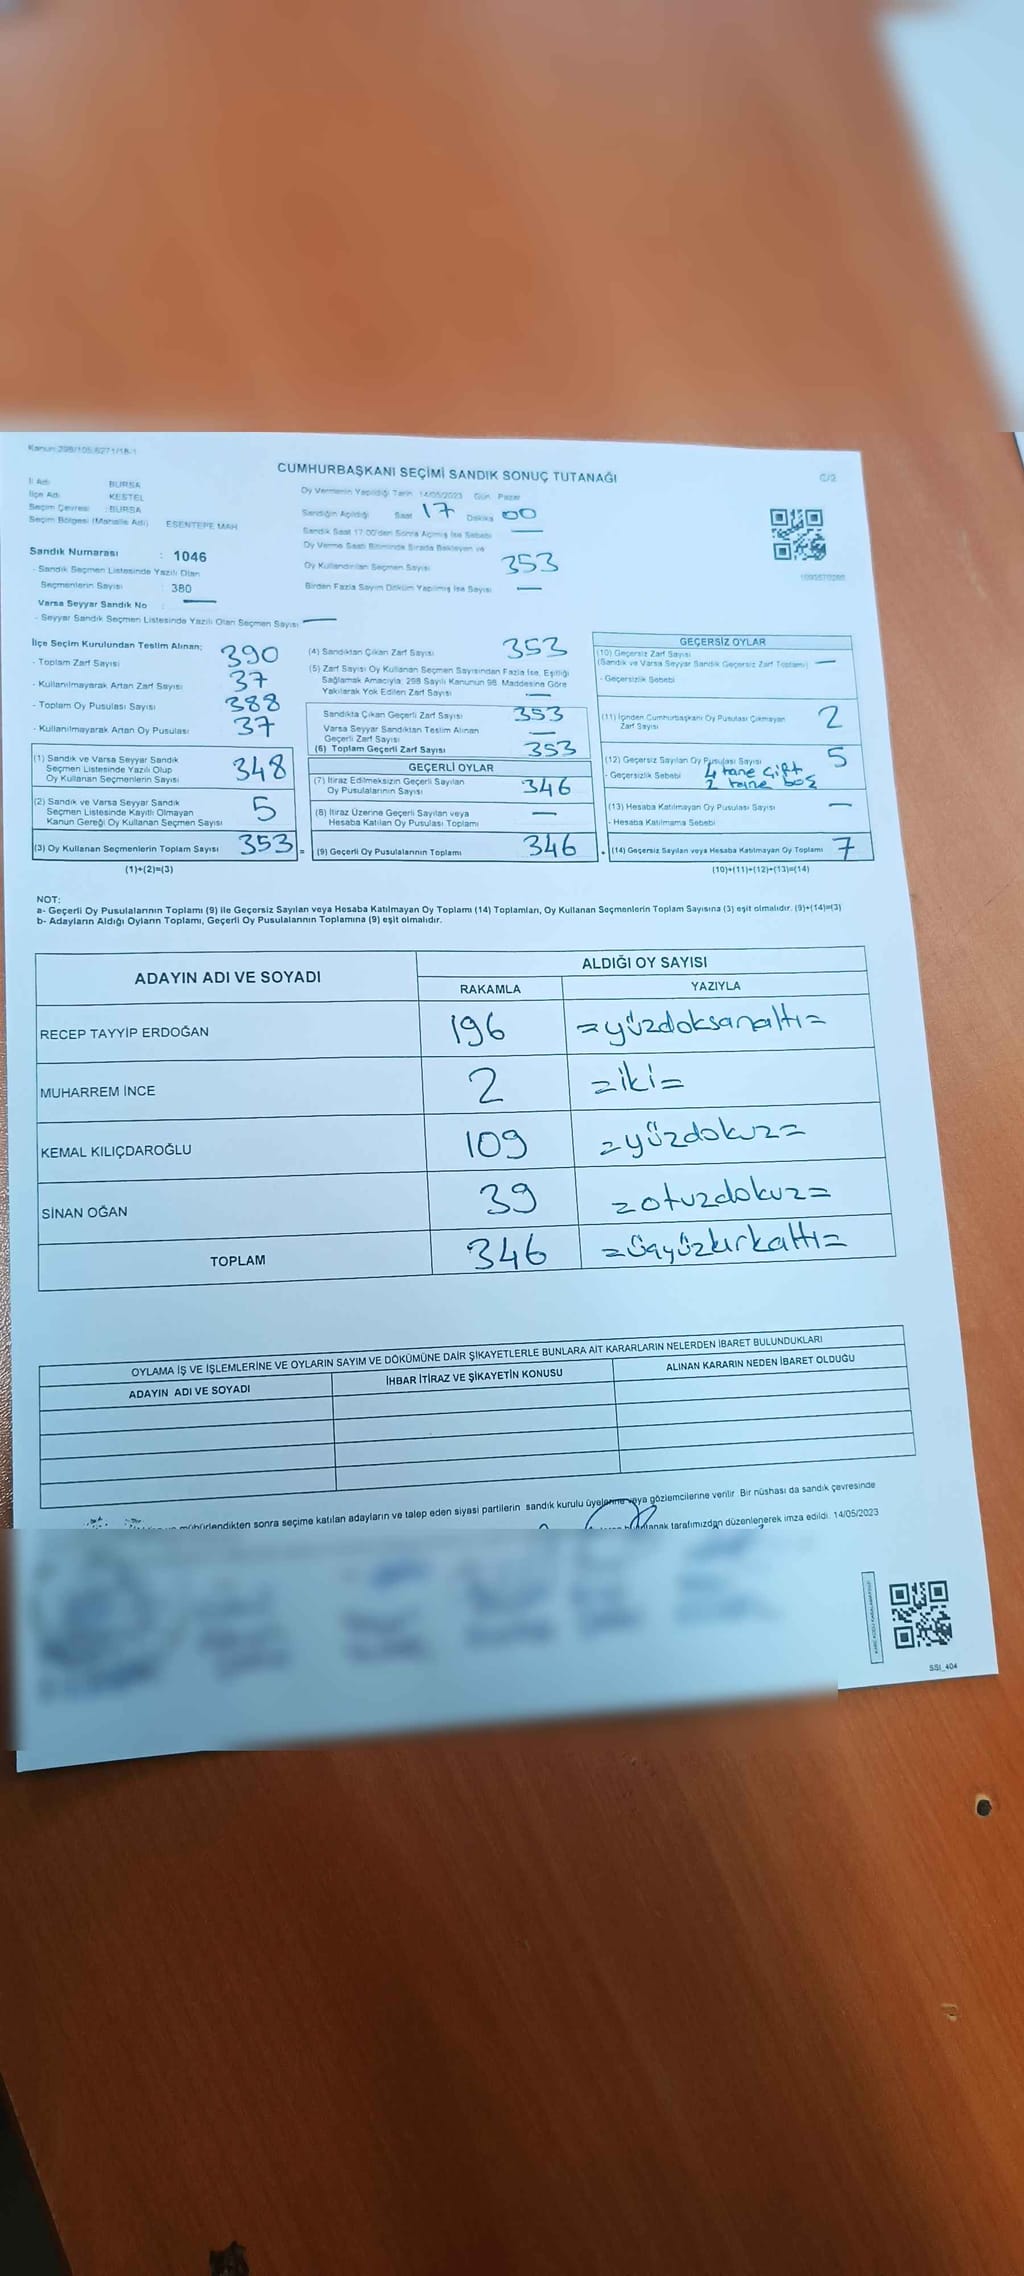 Kanun:298/105;6271/18-1
CUMHURBAŞKANI SEÇİMİ SANDIK SONUÇ TUTANAĞI
C/2
İl Adı BURSA
İlçe Adı KESTEL
Seçim Çevresi : BURSA
Seçim Bölgesi (Mahalle Adı) ESENTEPE MAH
Sandık Numarası : 1046
- Sandık Seçmen Listesinde Yazılı Olan
Seçmenlerin Sayısı : 380
Varsa Seyyar Sandık No :
- Seyyar Sandık Seçmen Listesinde Yazılı Olan Seçmen Sayısı
Oy Vermenin Yapıldığı Tarih 14/05/2023 Gün Pazar
Sandığın Açıldığı Saat 17 Dakika 00
Sandık Saat 17:00'den Sonra Açılmış İse Sebebi
Oy Verme Saati Bitiminde Sırada Bekleyen ve
Oy Kullandırılan Seçmen Sayısı 353
Birden Fazla Sayım Döküm Yapılmış İse Sayısı
İlçe Seçim Kurulundan Teslim Alınan;
- Toplam Zarf Sayısı 390
- Kullanılmayarak Artan Zarf Sayısı 37
- Toplam Oy Pusulası Sayısı 388
- Kullanılmayarak Artan Oy Pusulası 37
(1) Sandık ve Varsa Seyyar Sandık
Seçmen Listesinde Yazılı Olup
Oy Kullanan Seçmenlerin Sayısı 348
(2) Sandık ve Varsa Seyyar Sandık
Seçmen Listesinde Kayıtlı Olmayan
Kanun Gereği Oy Kullanan Seçmen Sayısı 5
(3) Oy Kullanan Seçmenlerin Toplam Sayısı 353 =
(1)+(2)=(3)
(4) Sandıktan Çıkan Zarf Sayısı 353
(5) Zarf Sayısı Oy Kullanan Seçmen Sayısından Fazla İse, Eşitliği
Sağlamak Amacıyla; 298 Sayılı Kanunun 98. Maddesine Göre
Yakılarak Yok Edilen Zarf Sayısı
Sandıkta Çıkan Geçerli Zarf Sayısı 353
Varsa Seyyar Sandıktan Teslim Alınan
Geçerli Zarf Sayısı
(6) Toplam Geçerli Zarf Sayısı 353
GEÇERLİ OYLAR
(7) İtiraz Edilmeksizin Geçerli Sayılan
Oy Pusulalarının Sayısı 346
(8) İtiraz Üzerine Geçerli Sayılan veya
Hesaba Katılan Oy Pusulası Toplamı
(9) Geçerli Oy Pusulalarının Toplamı 346
GEÇERSİZ OYLAR
(10) Geçersiz Zarf Sayısı
(Sandık ve Varsa Seyyar Sandık Geçersiz Zarf Toplamı)
- Geçersizlik Sebebi
(11) İçinden Cumhurbaşkanı Oy Pusulası Çıkmayan
Zarf Sayısı 2
(12) Geçersiz Sayılan Oy Pusulası Sayısı 5
- Geçersizlik Sebebi 4 tane çift
2 tane boş
(13) Hesaba Katılmayan Oy Pusulası Sayısı
- Hesaba Katılmama Sebebi
(14) Geçersiz Sayılan veya Hesaba Katılmayan Oy Toplamı 7
(10)+(11)+(12)+(13)=(14)
NOT:
a- Geçerli Oy Pusulalarının Toplamı (9) ile Geçersiz Sayılan veya Hesaba Katılmayan Oy Toplamı (14) Toplamları, Oy Kullanan Seçmenlerin Toplam Sayısına (3) eşit olmalıdır. (9)+(14)=(3)
b- Adayların Aldığı Oyların Toplamı, Geçerli Oy Pusulalarının Toplamına (9) eşit olmalıdır.
ADAYIN ADI VE SOYADI
ALDIĞI OY SAYISI
RAKAMLA YAZIYLA
RECEP TAYYİP ERDOĞAN 196 =yüzdoksanaltı=
MUHARREM İNCE 2 =iki=
KEMAL KILIÇDAROĞLU 109 =yüzdokuz=
SİNAN OĞAN 39 =otuzdokuz=
TOPLAM 346 =üçyüzkırkaltı=
OYLAMA İŞ VE İŞLEMLERİNE VE OYLARIN SAYIM VE DÖKÜMÜNE DAİR ŞİKAYETLERLE BUNLARA AİT KARARLARIN NELERDEN İBARET BULUNDUKLARI
ADAYIN ADI VE SOYADI İHBAR İTİRAZ VE ŞİKAYETİN KONUSU ALINAN KARARIN NEDEN İBARET OLDUĞU
mühürlendikten sonra seçime katılan adayların ve talep eden siyasi partilerin sandık kurulu üyelerine veya gözlemcilerine verilir. Bir nüshası da sandık çevresinde
tarafımızdan düzenlenerek imza edildi. 14/05/2023
SSI_404